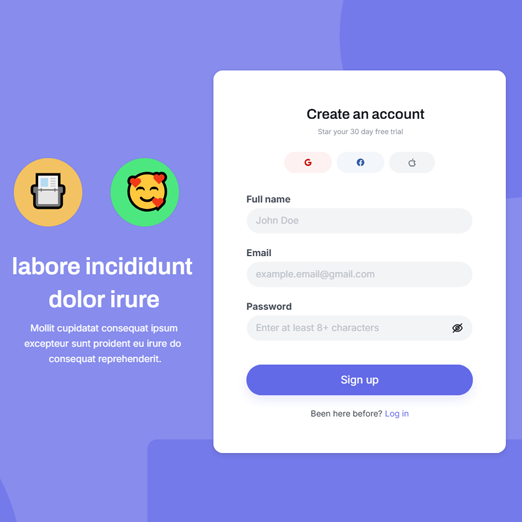 labore incididunt
dolor irure
Mollit cupidatat consequat ipsum
excepteur sunt proident eu irure do
consequat reprehenderit.
Create an account
Star your 30 day free trial
Full name
John Doe
Email
example.email@gmail.com
Password
Enter at least 8+ characters
Sign up
Been here before? Log in